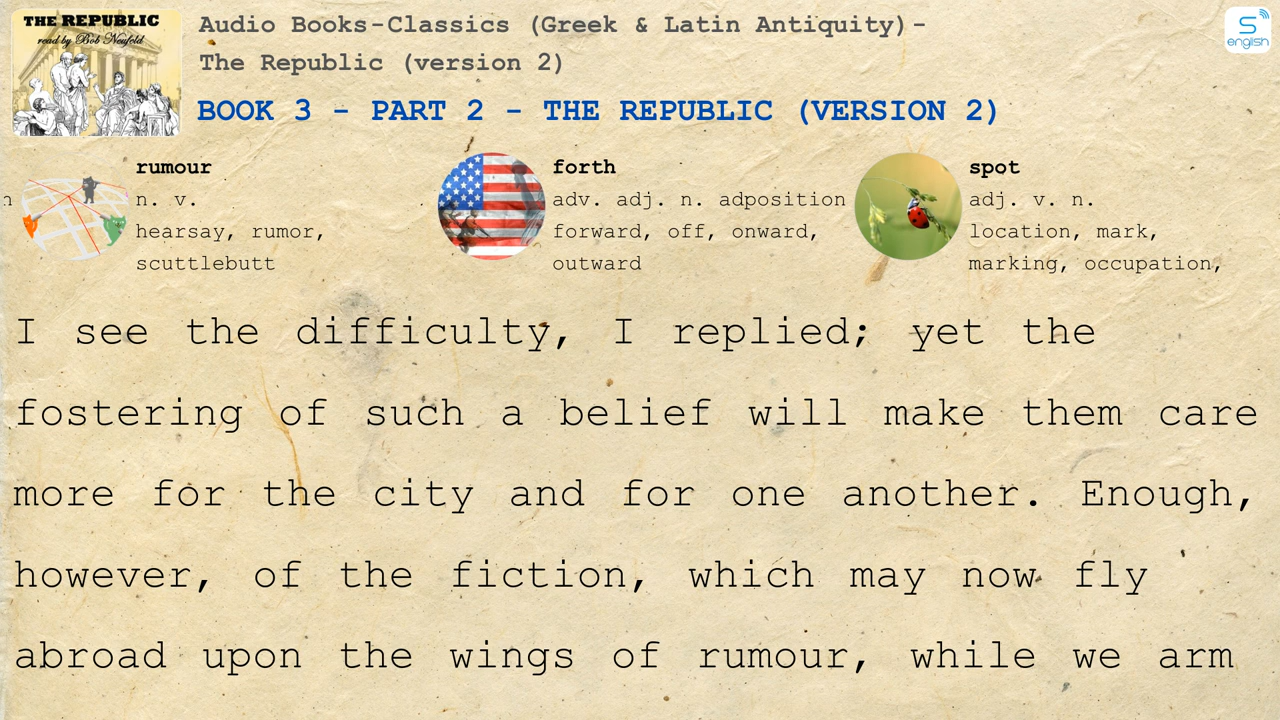 THE REPUBLIC
read by Bob Neufeld
Audio Books-Classics (Greek & Latin Antiquity)-
The Republic (version 2)
S
english
BOOK 3 - PART 2 - THE REPUBLIC (VERSION 2)
n
rumour
n. v.
hearsay, rumor,
scuttlebutt
forth
adv. adj. n. adposition
forward, off, onward,
outward
spot
adj. v. n.
location, mark,
marking, occupation,
I see the difficulty, I replied; yet the
fostering of such a belief will make them care
more for the city and for one another. Enough,
however, of the fiction, which may now fly
abroad upon the wings of rumour, while we arm